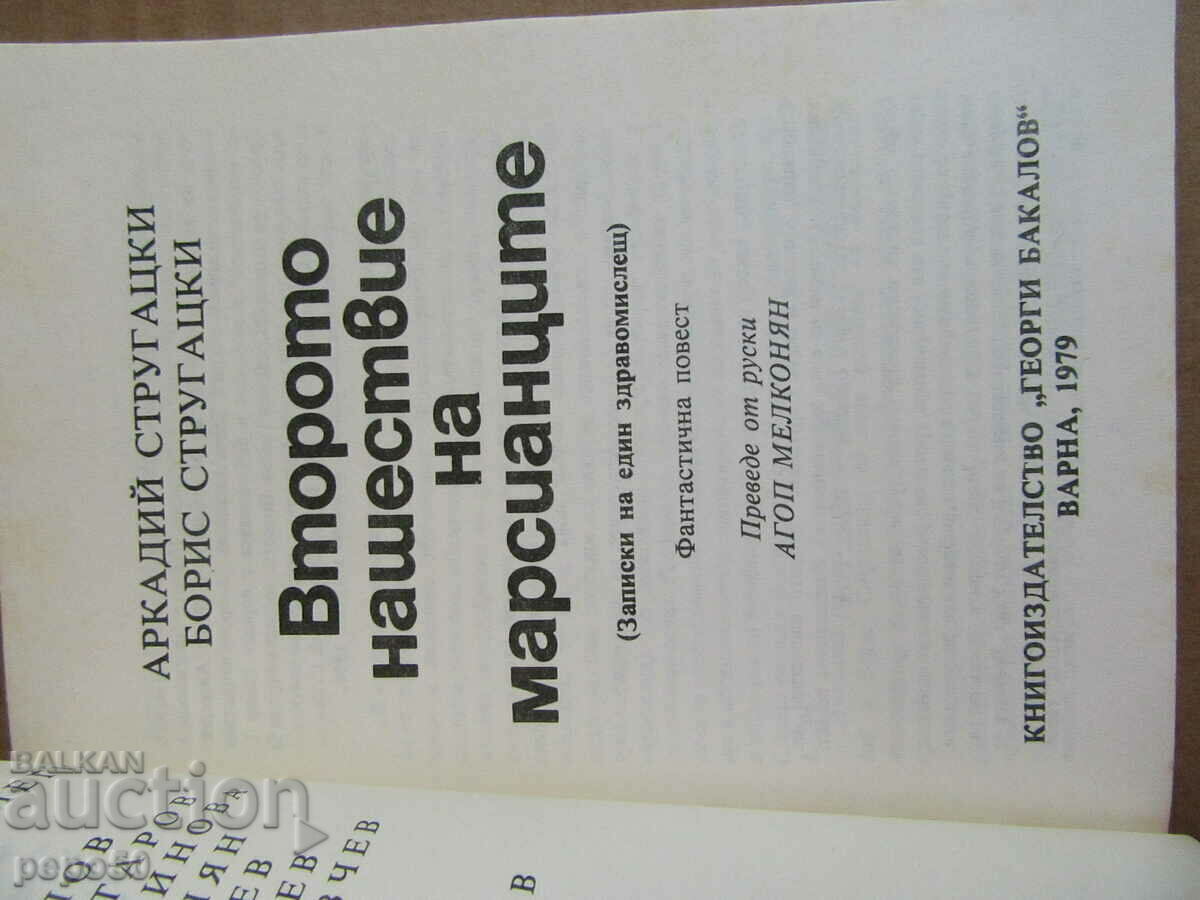 АРКАДИЙ СТРУГАЦКИ
БОРИС СТРУГАЦКИ
Второто
нашествие
на
марсианците
(Записки на един здравомислещ)
Фантастична повест
Преведе от руски
АГОП МЕЛКОНЯН
КНИГОИЗДАТЕЛСТВО „ГЕОРГИ БАКАЛОВ“
ВАРНА, 1979
BALKAN
auction
pepo50